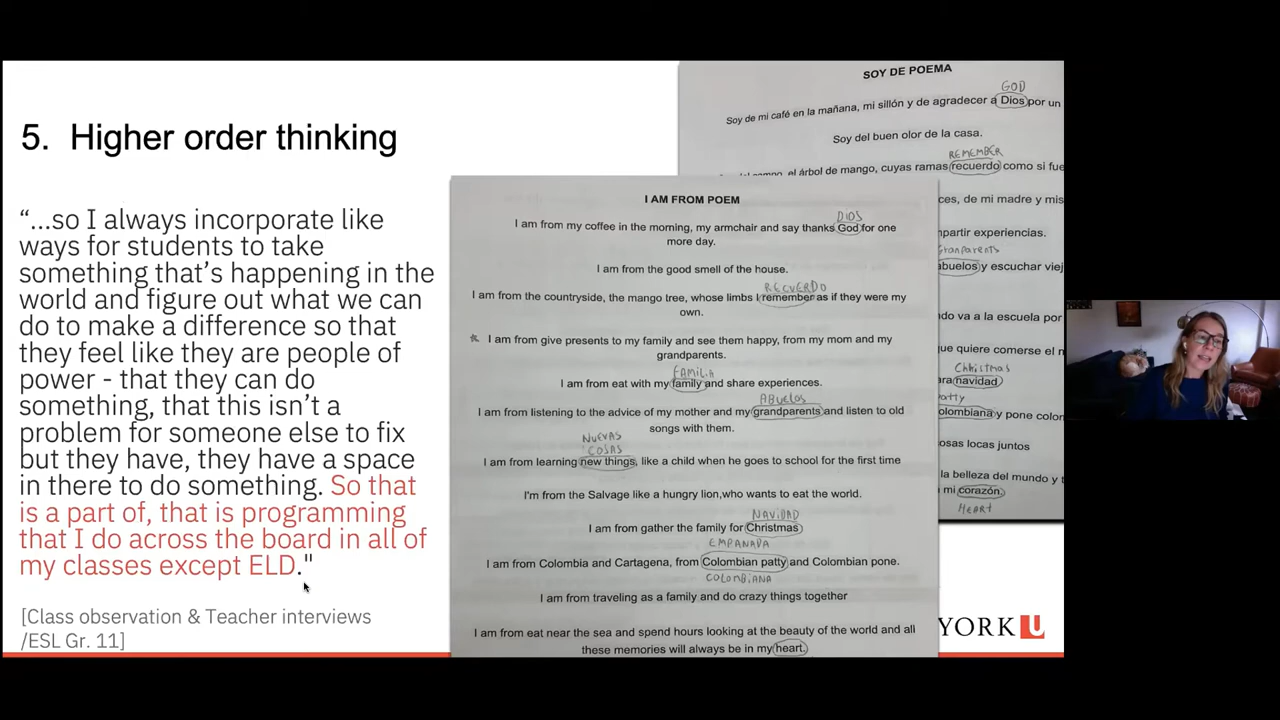 5. Higher order thinking
“...so I always incorporate like
ways for students to take
something that’s happening in the
world and figure out what we can
do to make a difference so that
they feel like they are people of
power - that they can do
something, that this isn’t a
problem for someone else to fix
but they have, they have a space
in there to do something. So that
is a part of, that is programming
that I do across the board in all of
my classes except ELD."
[Class observation & Teacher interviews
/ESL Gr. 11]
I AM FROM POEM
DIOS
I am from my coffee in the morning, my armchair and say thanks God for one
more day.
I am from the good smell of the house.
RECUERDO
I am from the countryside, the mango tree, whose limbs I remember as if they were my
own.
I am from give presents to my family and see them happy, from my mom and my
grandparents.
FAMILIA
I am from eat with my family and share experiences.
ABUELOS
I am from listening to the advice of my mother and my grandparents and listen to old
songs with them.
NUEVAS
COSAS
I am from learning new things, like a child when he goes to school for the first time
I'm from the Salvage like a hungry lion,who wants to eat the world.
NAVIDAD
I am from gather the family for Christmas
EMPANADA
I am from Colombia and Cartagena, from Colombian patty and Colombian pone.
COLOMBIANA
I am from traveling as a family and do crazy things together
I am from eat near the sea and spend hours looking at the beauty of the world and all
these memories will always be in my heart.
SOY DE POEMA
GOD
Soy de mi café en la mañana, mi sillón y de agradecer a Dios por un
Soy del buen olor de la casa.
REMEMBER
el árbol de mango, cuyas ramas recuerdo como si fue
ces, de mi madre y mis
mpartir experiencias.
abuelos y escuchar viej
do va a la escuela por
que quiere comerse el
Christmas
ara navidad
olombiana y pone colon
osas locas juntos
la belleza del mundo y
mi corazón.
HEART
YORK U